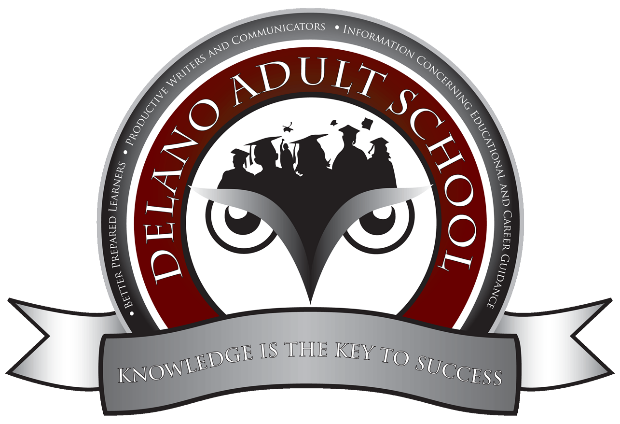 • Better Prepared Learners • Productive Writers and Communicators • Information Concerning Educational and Career Guidance
DELANO ADULT SCHOOL
KNOWLEDGE IS THE KEY TO SUCCESS